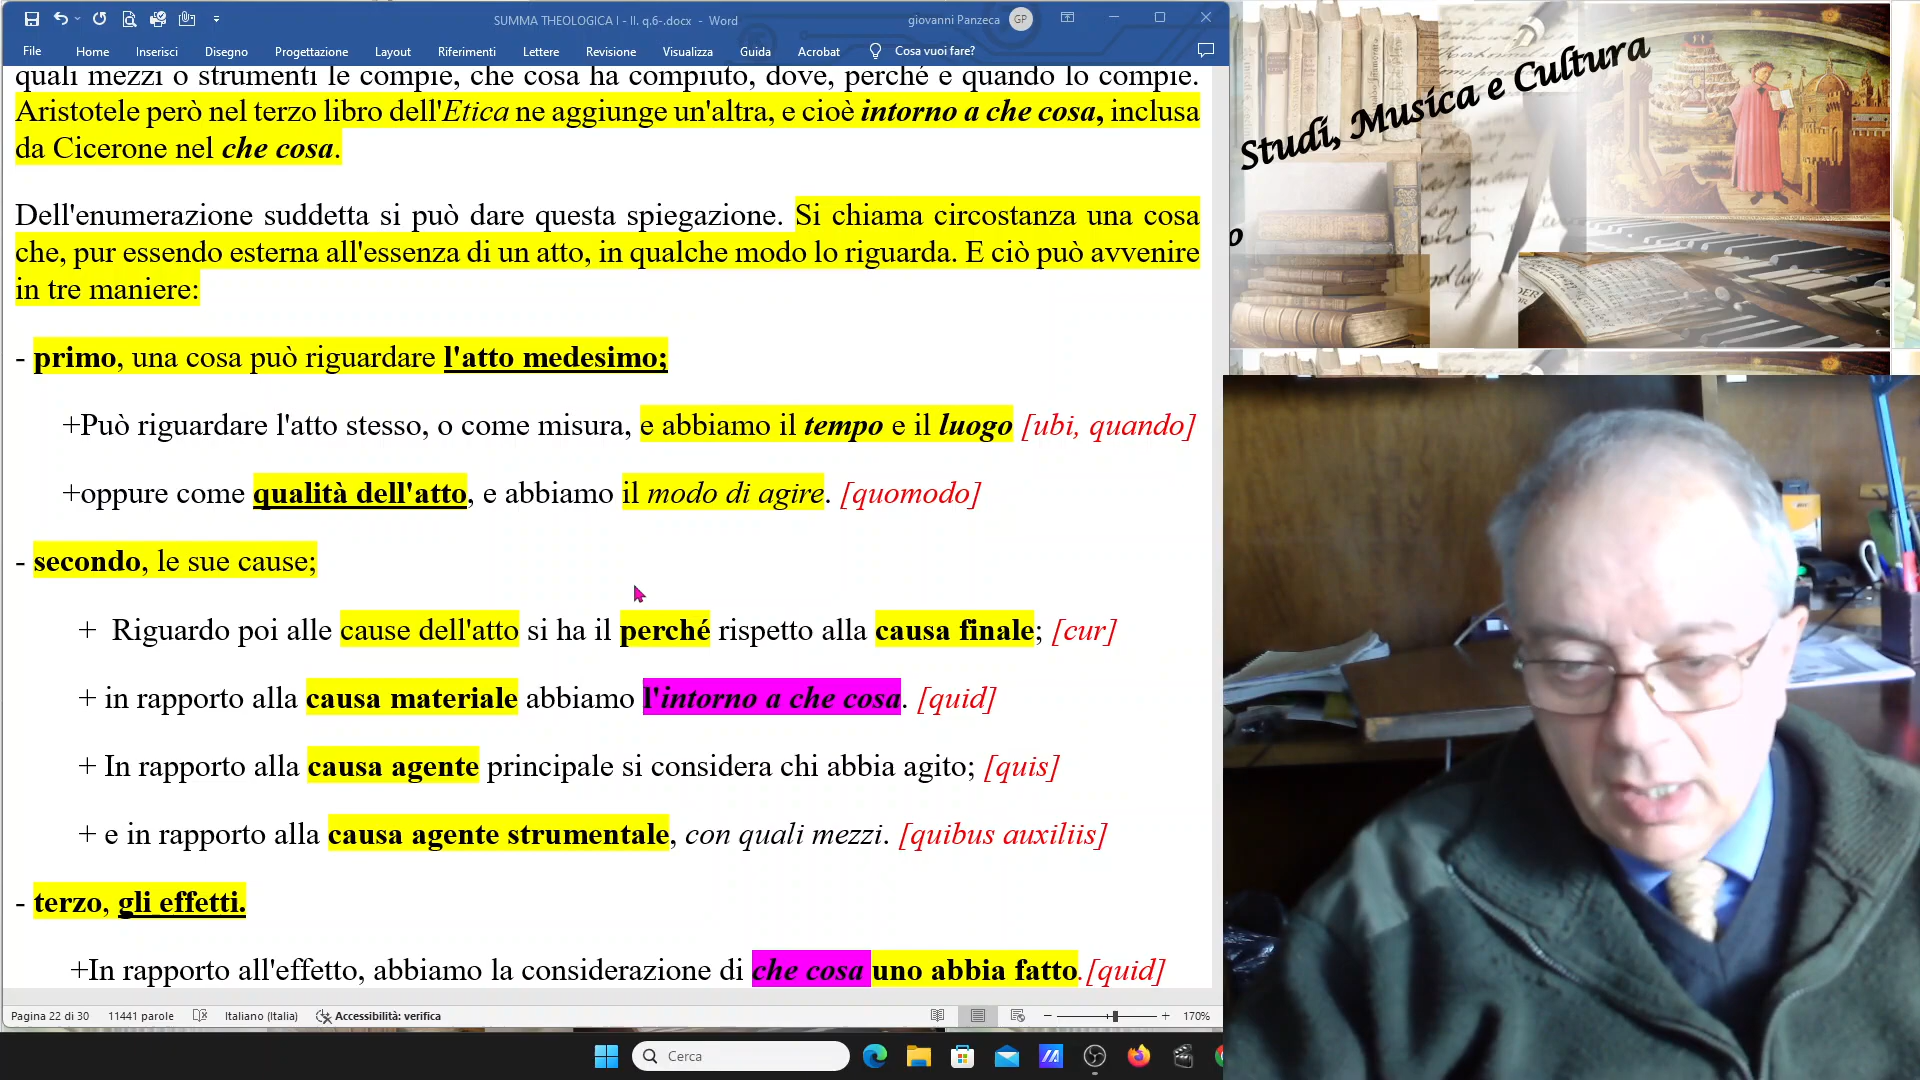 SUMMA THEOLOGICA I - II. q.6-.docx - Word
giovanni Panzeca
GP
File Home Inserisci Disegno Progettazione Layout Riferimenti Lettere Revisione Visualizza Guida Acrobat Cosa vuoi fare?
quali mezzi o strumenti le compie, che cosa ha compiuto, dove, perché e quando lo compie.
Aristotele però nel terzo libro dell'Etica ne aggiunge un'altra, e cioè intorno a che cosa, inclusa
da Cicerone nel che cosa.
Dell'enumerazione suddetta si può dare questa spiegazione. Si chiama circostanza una cosa
che, pur essendo esterna all'essenza di un atto, in qualche modo lo riguarda. E ciò può avvenire
in tre maniere:
- primo, una cosa può riguardare l'atto medesimo;
+Può riguardare l'atto stesso, o come misura, e abbiamo il tempo e il luogo [ubi, quando]
+oppure come qualità dell'atto, e abbiamo il modo di agire. [quomodo]
- secondo, le sue cause;
+ Riguardo poi alle cause dell'atto si ha il perché rispetto alla causa finale; [cur]
+ in rapporto alla causa materiale abbiamo l'intorno a che cosa. [quid]
+ In rapporto alla causa agente principale si considera chi abbia agito; [quis]
+ e in rapporto alla causa agente strumentale, con quali mezzi. [quibus auxiliis]
- terzo, gli effetti.
+In rapporto all'effetto, abbiamo la considerazione di che cosa uno abbia fatto.[quid]
Pagina 22 di 30 11441 parole Italiano (Italia) Accessibilità: verifica 170%
Cerca
Studi, Musica e Cultura
o